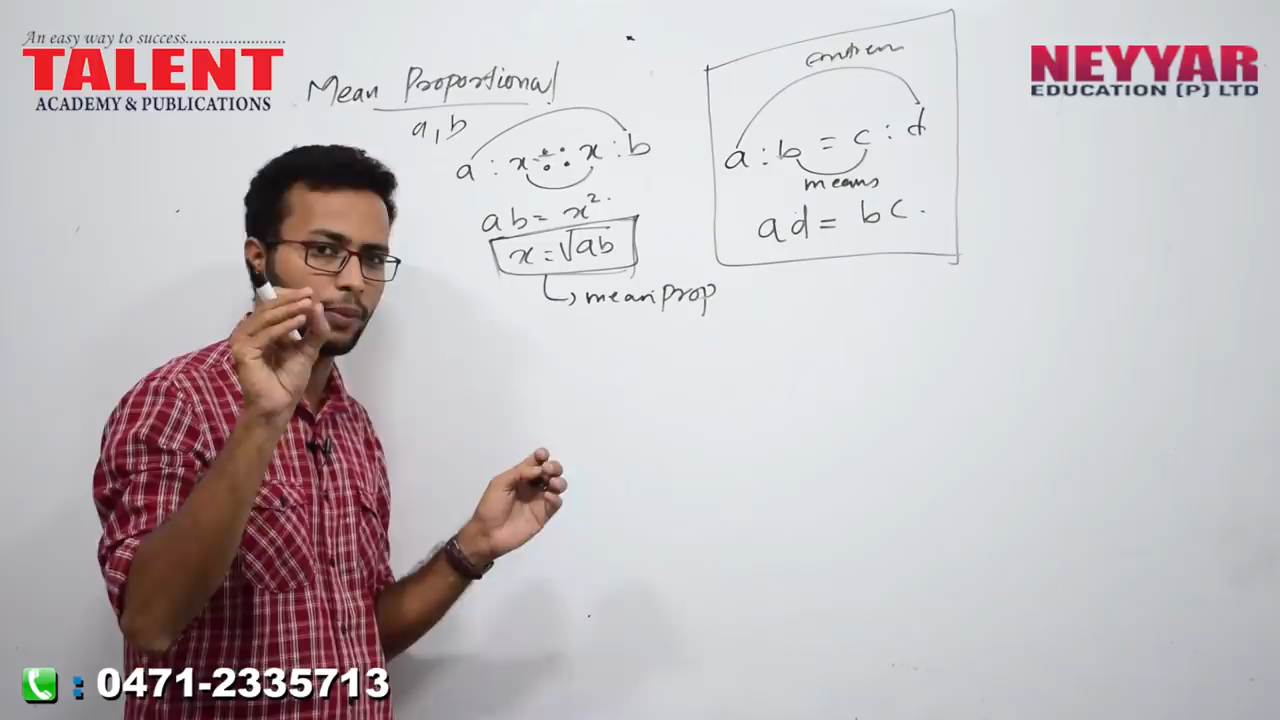 An easy way to success.......................
TALENT
ACADEMY & PUBLICATIONS
NEYYAR
EDUCATION (P) LTD
Mean Proportional
a, b
a : x :: x : b
ab = x².
x = √ab
mean prop
a : b = c : d
means
ad = bc.
: 0471-2335713